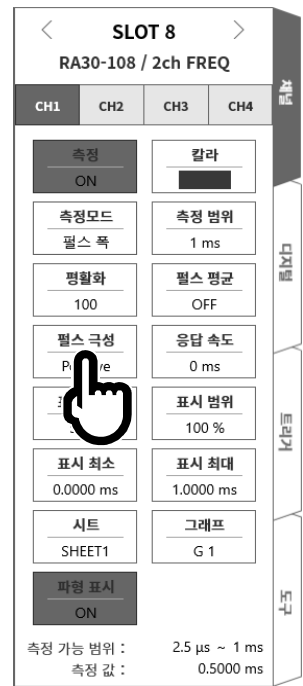 SLOT 8
RA30-108 / 2ch FREQ
CH1 CH2 CH3 CH4
측정 칼라
ON
측정모드 측정 범위
펄스 폭 1 ms
평활화 펄스 평균
100 OFF
펄스 극성 응답 속도
0 ms
표시 범위
100 %
표시 최소 표시 최대
0.0000 ms 1.0000 ms
시트 그래프
SHEET1 G 1
파형 표시
ON
측정 가능 범위 : 2.5 µs ~ 1 ms
측정 값 : 0.5000 ms
채널
디지털
트리거
도구